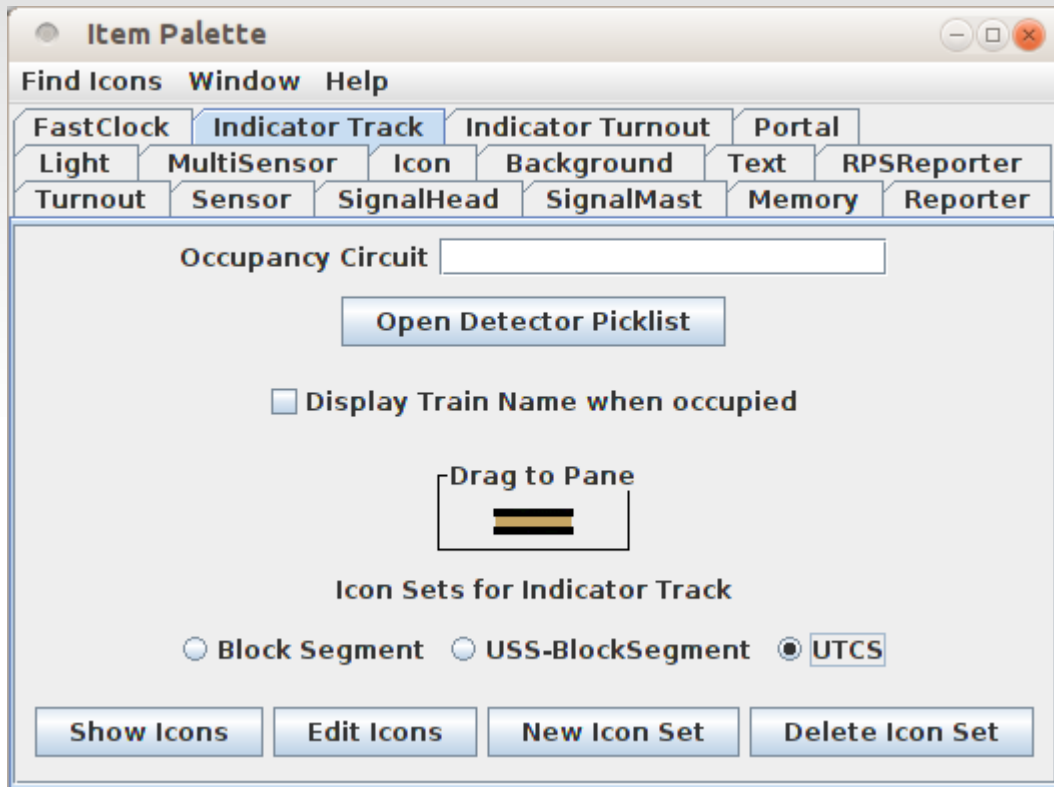 Item Palette
Find Icons Window Help
FastClock Indicator Track Indicator Turnout Portal
Light MultiSensor Icon Background Text RPSReporter
Turnout Sensor SignalHead SignalMast Memory Reporter
Occupancy Circuit
Open Detector Picklist
Display Train Name when occupied
Drag to Pane
Icon Sets for Indicator Track
Block Segment USS-BlockSegment UTCS
Show Icons Edit Icons New Icon Set Delete Icon Set